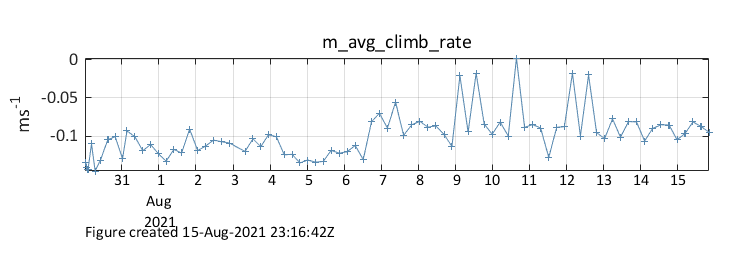 m_avg_climb_rate
0
-0.05
-0.1
ms-1
31 1 2 3 4 5 6 7 8 9 10 11 12 13 14 15
Aug
2021
Figure created 15-Aug-2021 23:16:42Z